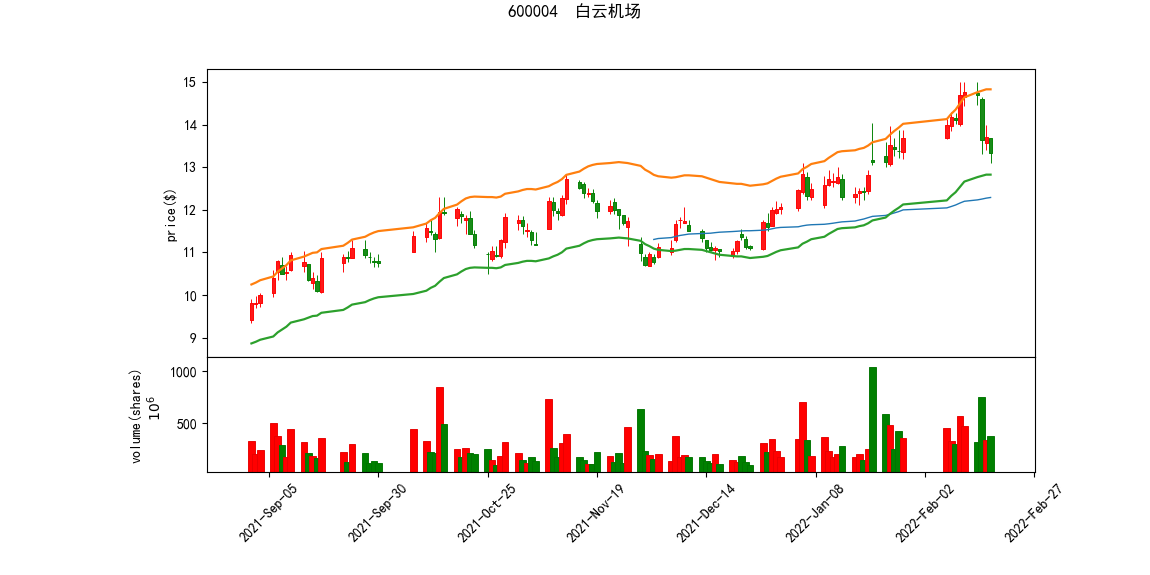 600004  白云机场
price($)
15
14
13
12
11
10
9
volume(shares)
10^6
1000
500
2021-Sep-05
2021-Sep-30
2021-Oct-25
2021-Nov-19
2021-Dec-14
2022-Jan-08
2022-Feb-02
2022-Feb-27